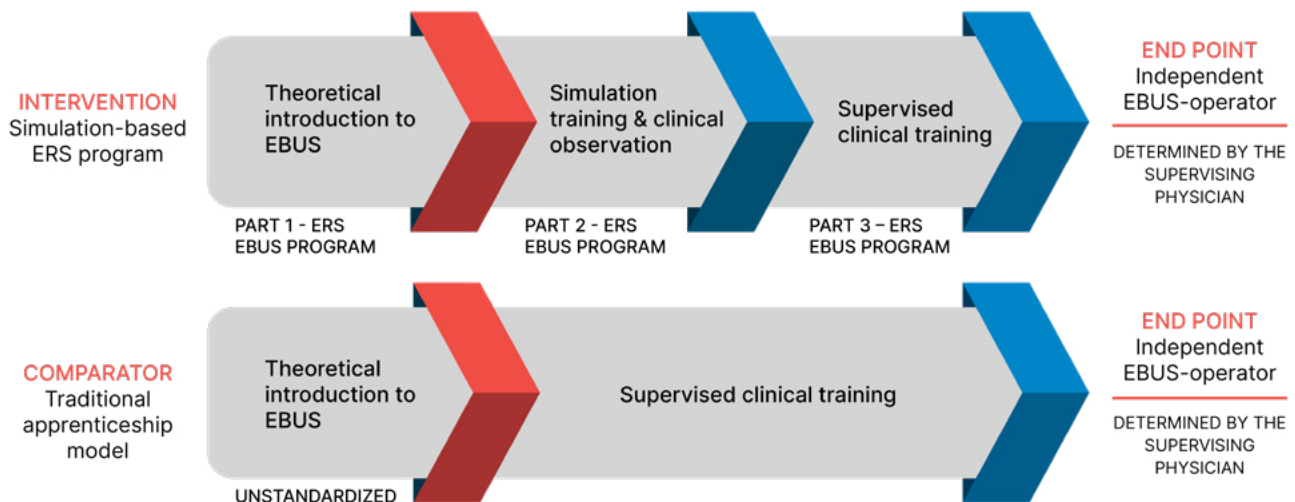 INTERVENTION
Simulation-based
ERS program
Theoretical
introduction to
EBUS
Simulation
training & clinical
observation
Supervised
clinical training
END POINT
Independent
EBUS-operator
DETERMINED BY THE
SUPERVISING
PHYSICIAN
PART 1 - ERS
EBUS PROGRAM
PART 2 - ERS
EBUS PROGRAM
PART 3 – ERS
EBUS PROGRAM
COMPARATOR
Traditional
apprenticeship
model
Theoretical
introduction to
EBUS
Supervised clinical training
END POINT
Independent
EBUS-operator
DETERMINED BY THE
SUPERVISING
PHYSICIAN
UNSTANDARDIZED